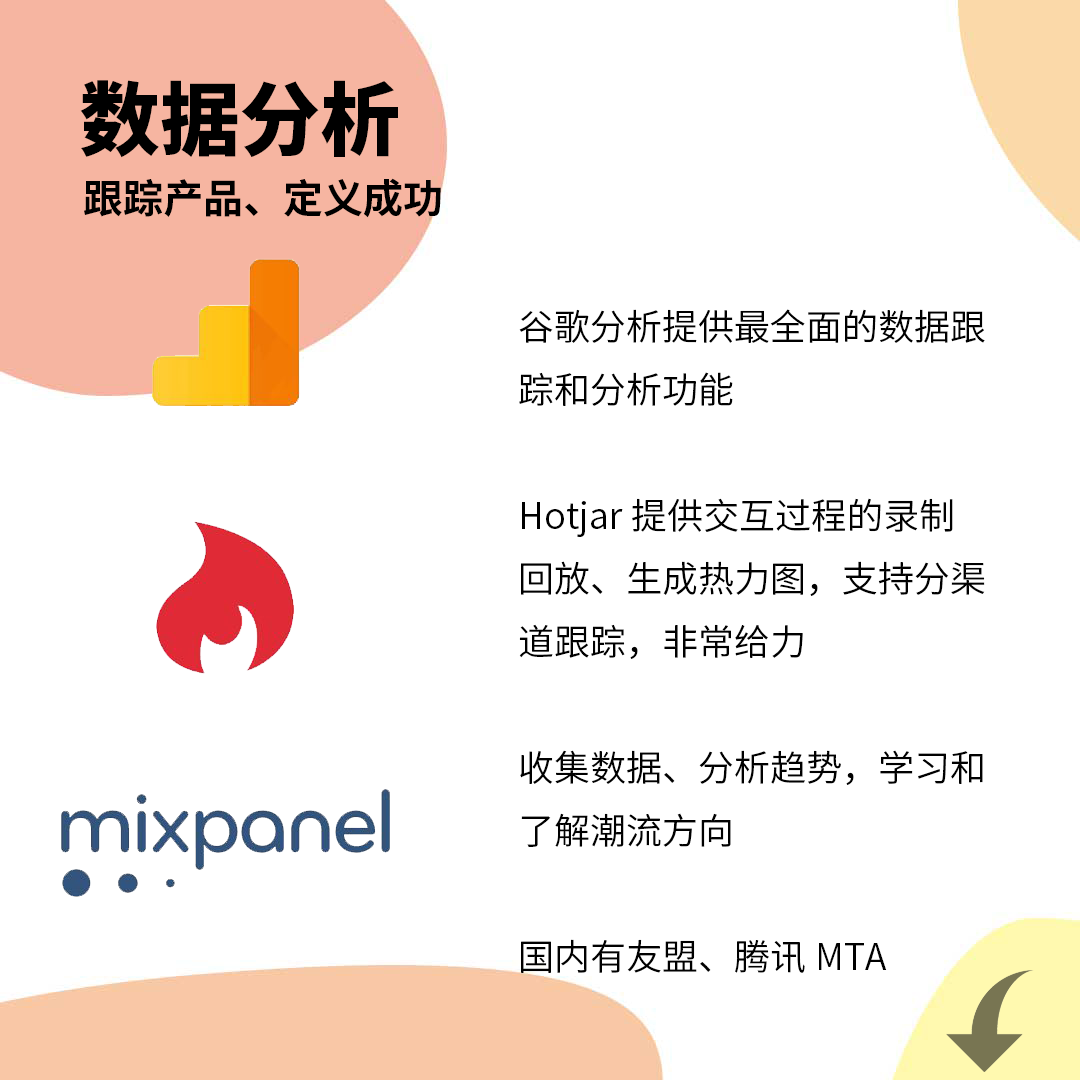 数据分析
跟踪产品、定义成功
谷歌分析提供最全面的数据跟
踪和分析功能
Hotjar 提供交互过程的录制
回放、生成热力图，支持分渠
道跟踪，非常给力
mixpanel
收集数据、分析趋势，学习和
了解潮流方向
国内有友盟、腾讯 MTA